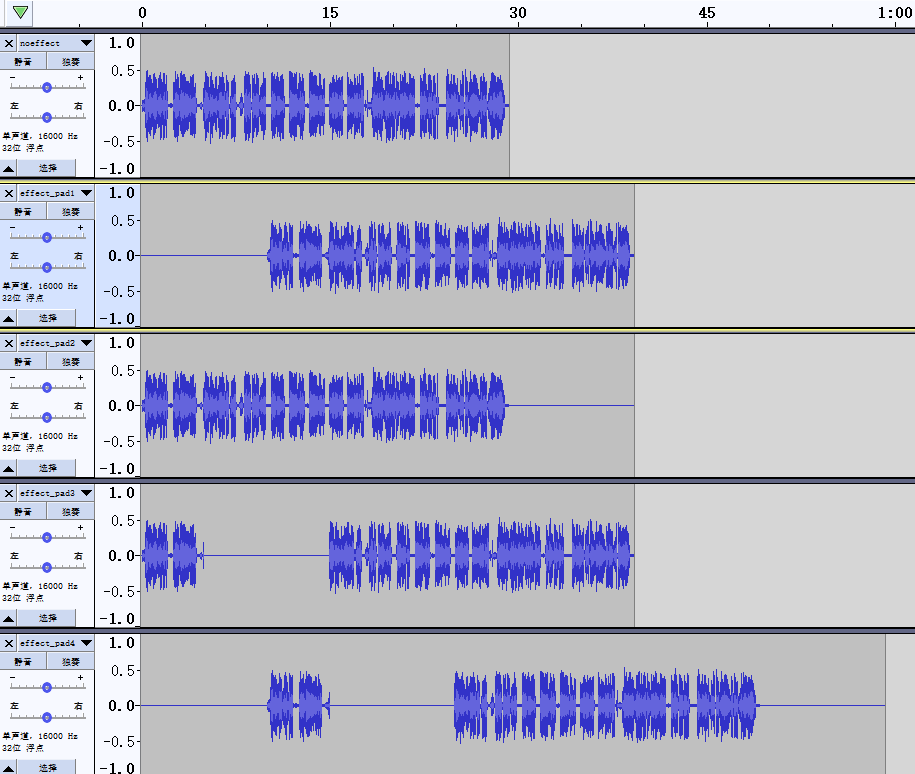 0 15 30 45 1:00
noeffect
静音 独奏
- +
左 右
单声道, 16000 Hz
32位 浮点
选择
1.0
0.5-
0.0-
-0.5-
-1.0
effect_pad1
静音 独奏
- +
左 右
单声道, 16000 Hz
32位 浮点
选择
1.0
0.5-
0.0-
-0.5-
-1.0
effect_pad2
静音 独奏
- +
左 右
单声道, 16000 Hz
32位 浮点
选择
1.0
0.5-
0.0-
-0.5-
-1.0
effect_pad3
静音 独奏
- +
左 右
单声道, 16000 Hz
32位 浮点
选择
1.0
0.5-
0.0-
-0.5-
-1.0
effect_pad4
静音 独奏
- +
左 右
单声道, 16000 Hz
32位 浮点
选择
1.0
0.5-
0.0-
-0.5-
-1.0